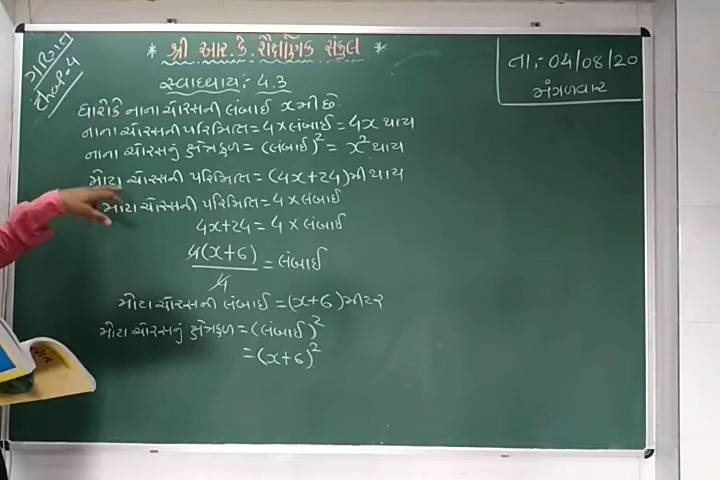 ગણિત
ch.-4
* શ્રી આર. કે. શૈક્ષણિક સંકુલ *
તા:- 04/08/20
મંગળવાર
સ્વાધ્યાય:- 4.3
ધારોકે નાના ચોરસની લંબાઈ x મી છે.
નાના ચોરસની પરિમિતિ = 4 × લંબાઈ = 4x થાય
નાના ચોરસનું ક્ષેત્રફળ = (લંબાઈ)² = x² થાય
મોટા ચોરસની પરિમિતિ = (4x + 24) મી થાય
મોટા ચોરસની પરિમિતિ = 4 × લંબાઈ
4x + 24 = 4 × લંબાઈ
4(x + 6) / 4 = લંબાઈ
મોટા ચોરસની લંબાઈ = (x + 6) મીટર
મોટા ચોરસનું ક્ષેત્રફળ = (લંબાઈ)²
= (x + 6)²